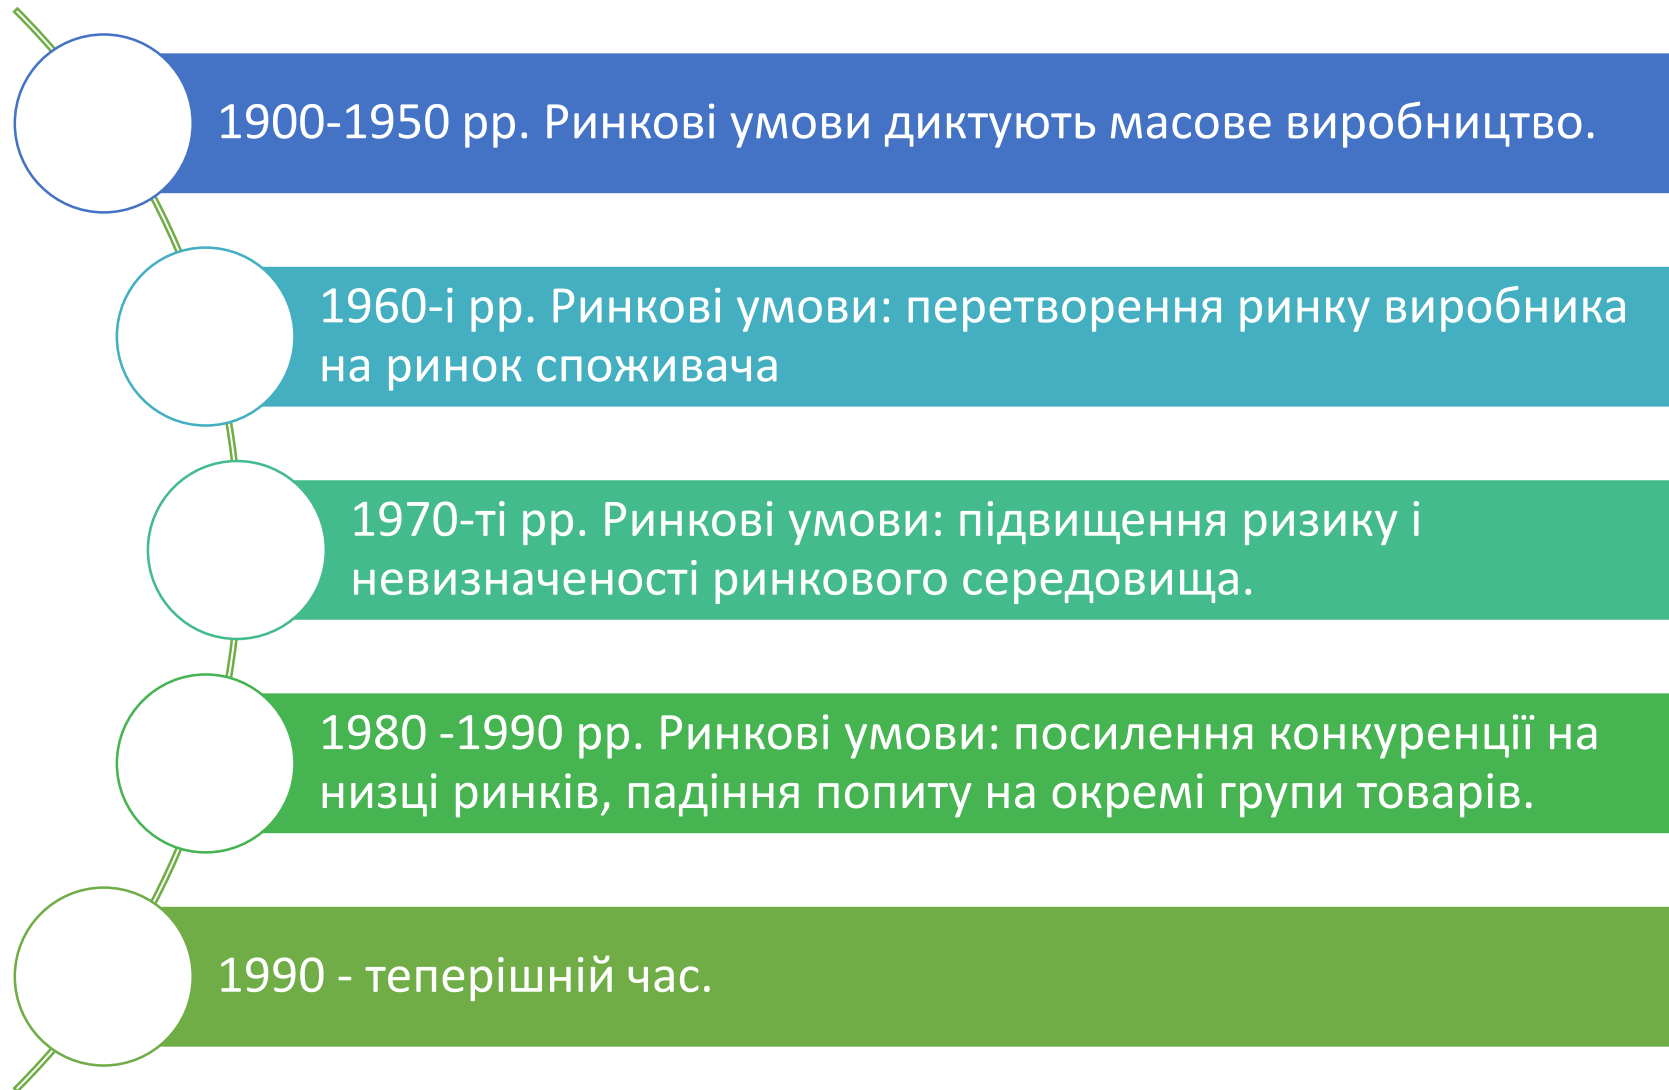 1900-1950 рр. Ринкові умови диктують масове виробництво.
1960-і рр. Ринкові умови: перетворення ринку виробника
на ринок споживача
1970-ті рр. Ринкові умови: підвищення ризику і
невизначеності ринкового середовища.
1980 -1990 рр. Ринкові умови: посилення конкуренції на
низці ринків, падіння попиту на окремі групи товарів.
1990 - теперішній час.